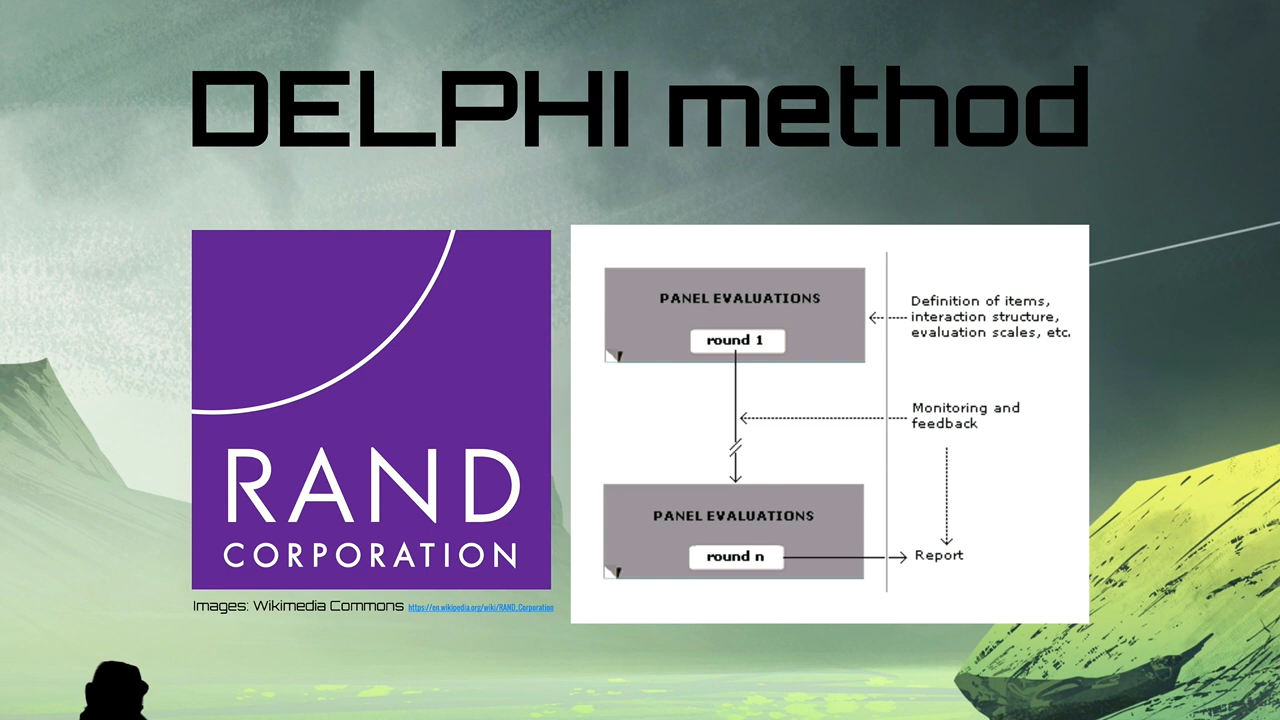 DELPHI method
RAND
CORPORATION
Images: Wikimedia Commons https://en.wikipedia.org/wiki/RAND_Corporation
PANEL EVALUATIONS
round 1
Definition of items,
interaction structure,
evaluation scales, etc.
Monitoring and
feedback
PANEL EVALUATIONS
round n
Report